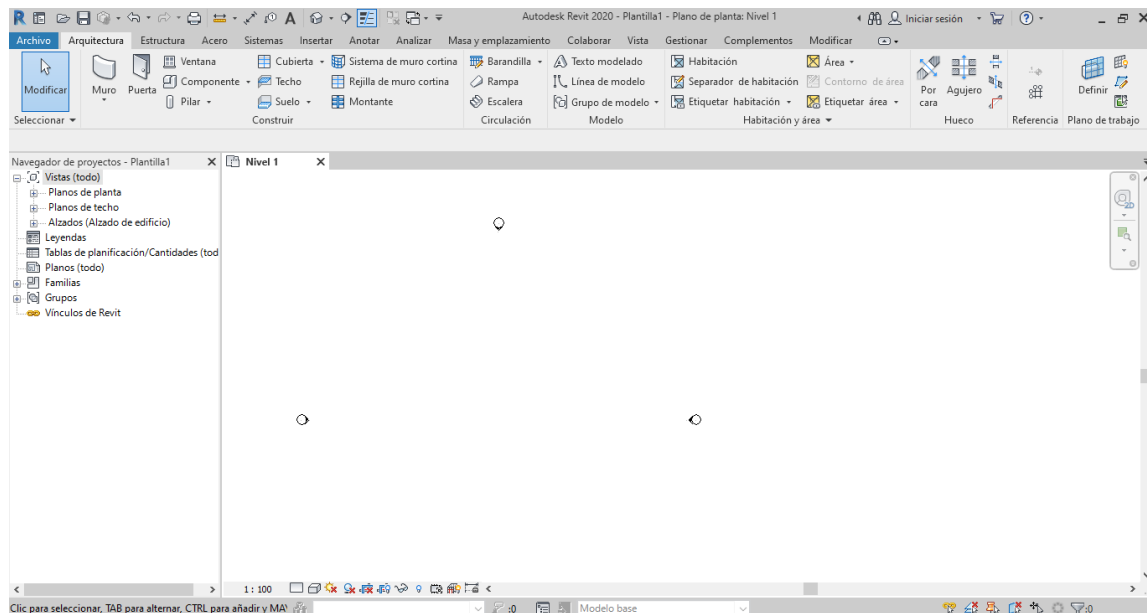 Autodesk Revit 2020 - Plantilla1 - Plano de planta: Nivel 1
Iniciar sesión
Archivo Arquitectura Estructura Acero Sistemas Insertar Anotar Analizar Masa y emplazamiento Colaborar Vista Gestionar Complementos Modificar
Modificar
Muro
Puerta
Ventana
Componente
Pilar
Cubierta
Techo
Suelo
Sistema de muro cortina
Rejilla de muro cortina
Montante
Barandilla
Rampa
Escalera
Texto modelado
Línea de modelo
Grupo de modelo
Habitación
Separador de habitación
Etiquetar habitación
Área
Contorno de área
Etiquetar área
Por cara
Agujero
Definir
Seleccionar Construir Circulación Modelo Habitación y área Hueco Referencia Plano de trabajo
Navegador de proyectos - Plantilla1
Nivel 1
Vistas (todo)
Planos de planta
Planos de techo
Alzados (Alzado de edificio)
Leyendas
Tablas de planificación/Cantidades (tod
Planos (todo)
Familias
Grupos
Vínculos de Revit
2D
1 : 100
Clic para seleccionar, TAB para alternar, CTRL para añadir y MAY
:0
Modelo base
:0